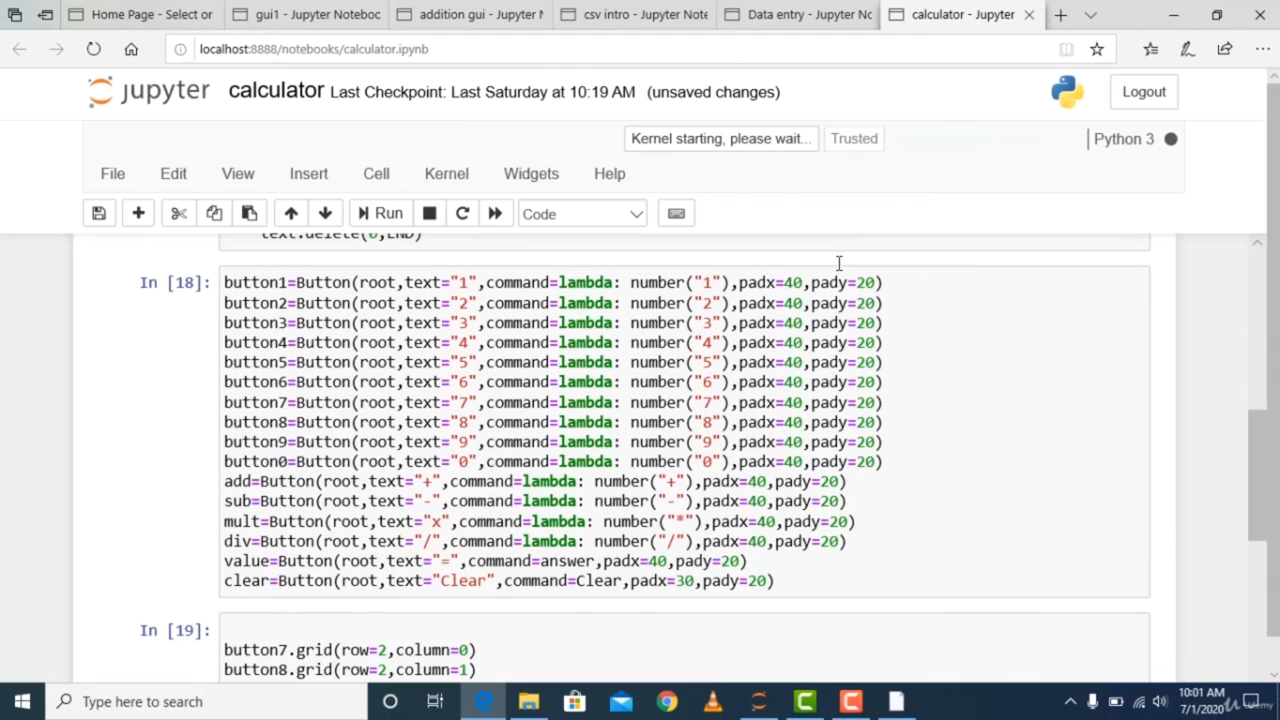 Home Page - Select or
gui1 - Jupyter Noteboc
addition gui - Jupyter N
csv intro - Jupyter Note
Data entry - Jupyter No
calculator - Jupyter
localhost:8888/notebooks/calculator.ipynb
jupyter calculator Last Checkpoint: Last Saturday at 10:19 AM (unsaved changes)
Logout
Kernel starting, please wait...
Trusted
Python 3
File Edit View Insert Cell Kernel Widgets Help
Run
Code
text.delete(0,END)
In [18]:
button1=Button(root,text="1",command=lambda: number("1"),padx=40,pady=20)
button2=Button(root,text="2",command=lambda: number("2"),padx=40,pady=20)
button3=Button(root,text="3",command=lambda: number("3"),padx=40,pady=20)
button4=Button(root,text="4",command=lambda: number("4"),padx=40,pady=20)
button5=Button(root,text="5",command=lambda: number("5"),padx=40,pady=20)
button6=Button(root,text="6",command=lambda: number("6"),padx=40,pady=20)
button7=Button(root,text="7",command=lambda: number("7"),padx=40,pady=20)
button8=Button(root,text="8",command=lambda: number("8"),padx=40,pady=20)
button9=Button(root,text="9",command=lambda: number("9"),padx=40,pady=20)
button0=Button(root,text="0",command=lambda: number("0"),padx=40,pady=20)
add=Button(root,text="+",command=lambda: number("+"),padx=40,pady=20)
sub=Button(root,text="-",command=lambda: number("-"),padx=40,pady=20)
mult=Button(root,text="x",command=lambda: number("*"),padx=40,pady=20)
div=Button(root,text="/",command=lambda: number("/"),padx=40,pady=20)
value=Button(root,text="=",command=answer,padx=40,pady=20)
clear=Button(root,text="Clear",command=Clear,padx=30,pady=20)
In [19]:
button7.grid(row=2,column=0)
button8.grid(row=2,column=1)
Type here to search
10:01 AM
7/1/2020
Udemy